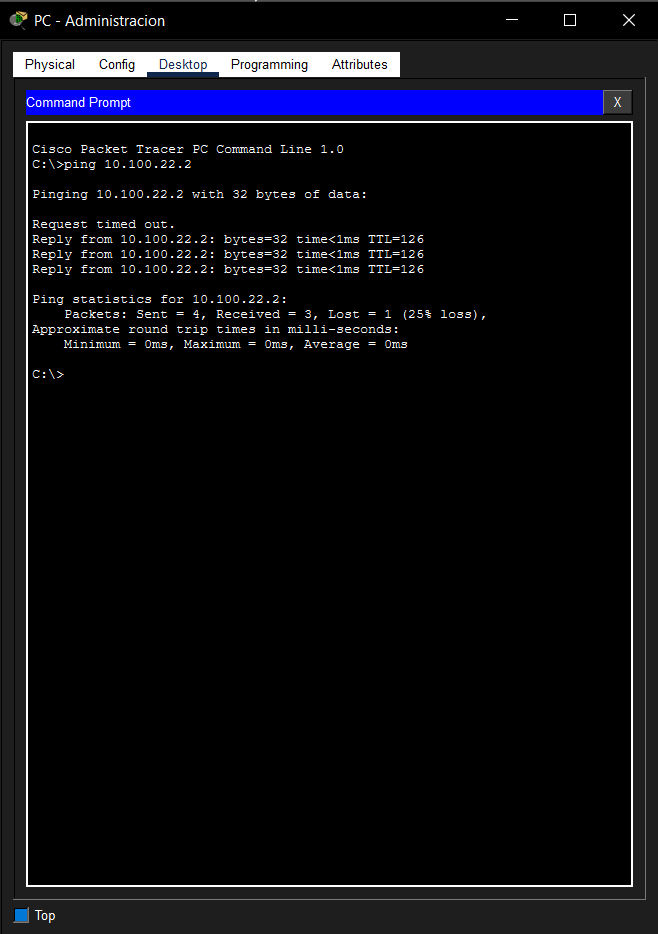 PC - Administracion
Physical Config Desktop Programming Attributes
Command Prompt X
Cisco Packet Tracer PC Command Line 1.0
C:\>ping 10.100.22.2
Pinging 10.100.22.2 with 32 bytes of data:
Request timed out.
Reply from 10.100.22.2: bytes=32 time<1ms TTL=126
Reply from 10.100.22.2: bytes=32 time<1ms TTL=126
Reply from 10.100.22.2: bytes=32 time<1ms TTL=126
Ping statistics for 10.100.22.2:
Packets: Sent = 4, Received = 3, Lost = 1 (25% loss),
Approximate round trip times in milli-seconds:
Minimum = 0ms, Maximum = 0ms, Average = 0ms
C:\>
Top